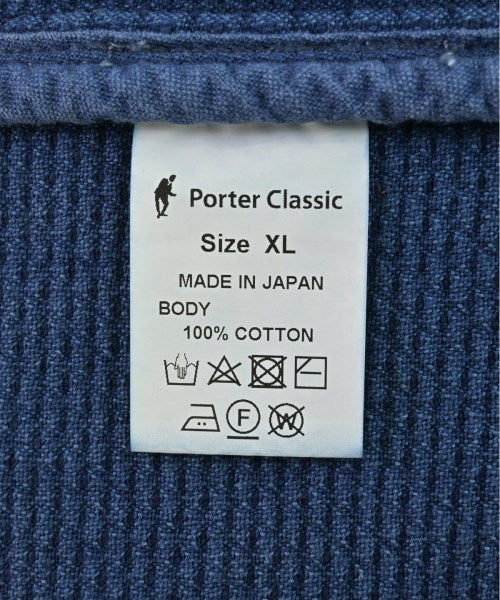 Porter Classic
Size XL
MADE IN JAPAN
BODY
100% COTTON
F
W